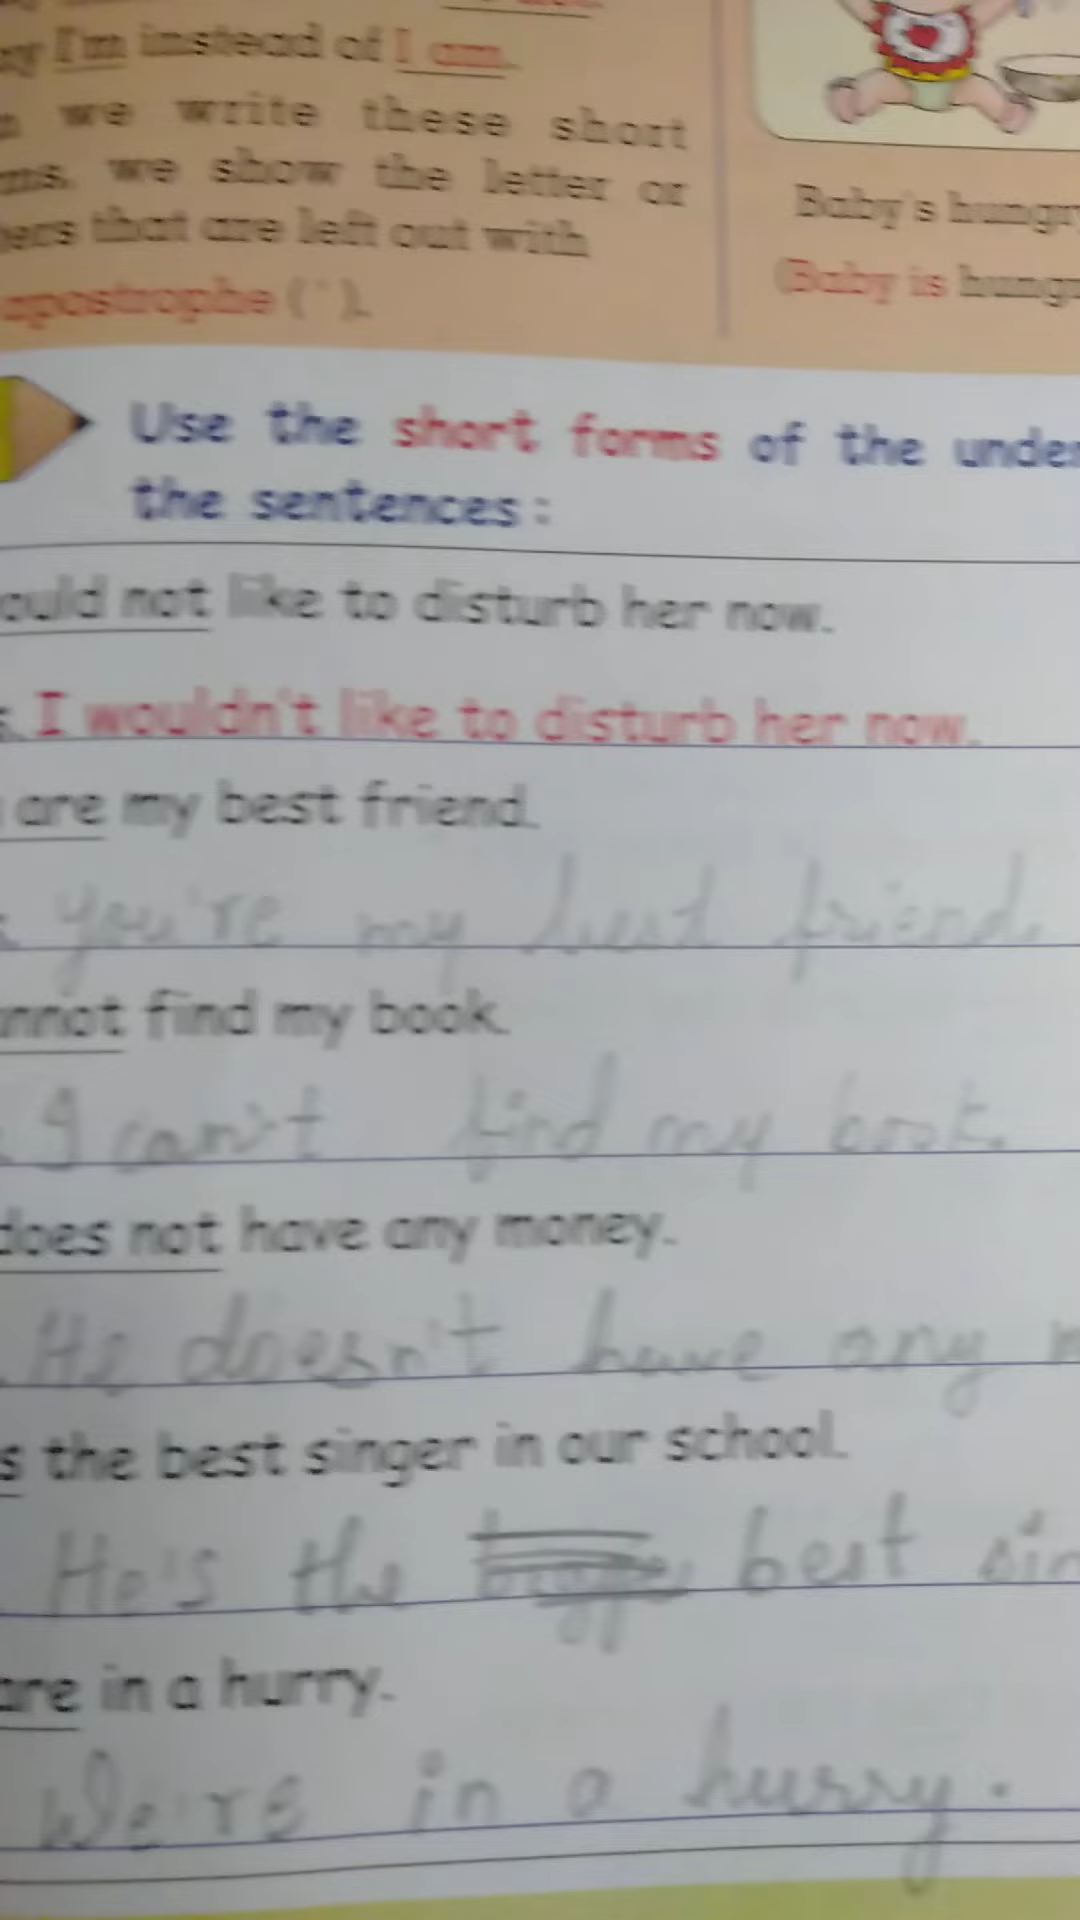 I'm instead of I am.
we write these short
we show the letter or
that are left out with
apostrophe (').
Baby's hungry
(Baby is hungr
Use the short forms of the under
the sentences :
ould not like to disturb her now.
I wouldn't like to disturb her now.
are my best friend.
you're my best friend.
nnot find my book.
I can't find my book.
does not have any money.
He doesn't have any m
s the best singer in our school.
He's the best sin
are in a hurry.
We're in a hurry.